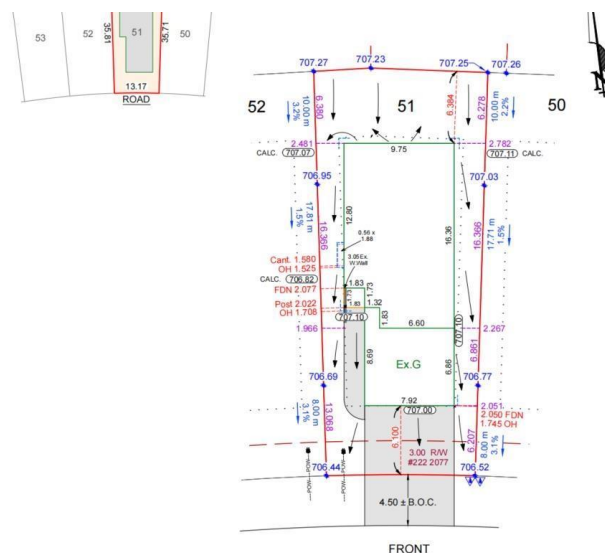 53
52
51
50
35.81
35.71
13.17
ROAD
707.27
707.23
707.25
707.26
52
51
50
10.00 m
3.2%
6.380
6.384
6.278
10.00 m
2.2%
2.481
CALC. 707.07
9.75
2.782
707.11 CALC.
706.95
707.03
12.80
16.36
17.81 m
1.5%
16.366
16.366
17.71 m
1.5%
0.56 x
1.88
3.05 Ex.
W.Well
Cant. 1.580
OH 1.525
CALC. 706.82
FDN 2.077
Post 2.022
OH 1.708
1.83
1.73
1.73
1.83
1.32
1.83
707.10
707.10
1.966
6.60
2.267
8.69
6.861
6.86
Ex.G
706.69
706.77
7.92
707.00
2.051
2.050 FDN
1.745 OH
8.00 m
3.1%
13.068
6.100
6.207
8.00 m
3.1%
3.00 R/W
#222 2077
POW
POW
POW
POW
706.44
706.52
4.50 ± B.O.C.
FRONT